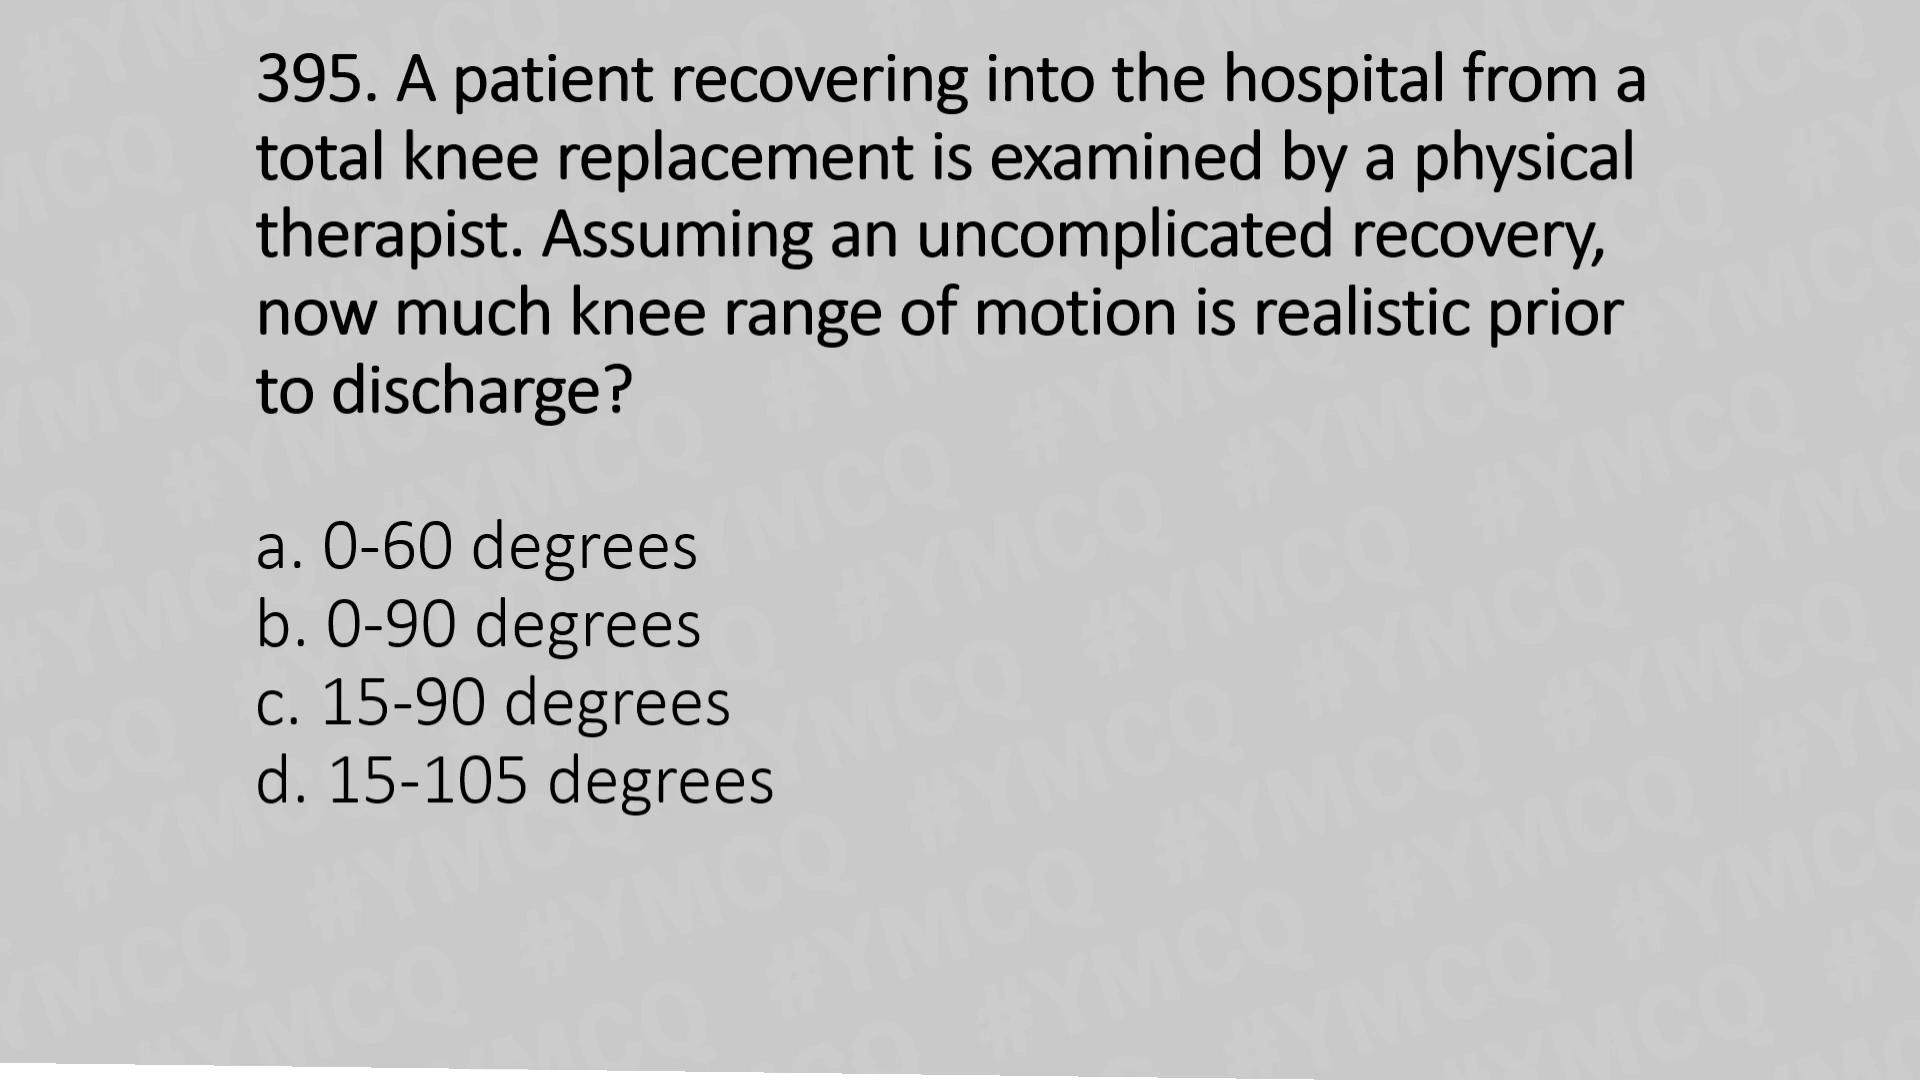 395. A patient recovering into the hospital from a
total knee replacement is examined by a physical
therapist. Assuming an uncomplicated recovery,
now much knee range of motion is realistic prior
to discharge?
a. 0-60 degrees
b. 0-90 degrees
c. 15-90 degrees
d. 15-105 degrees
#YMCQ